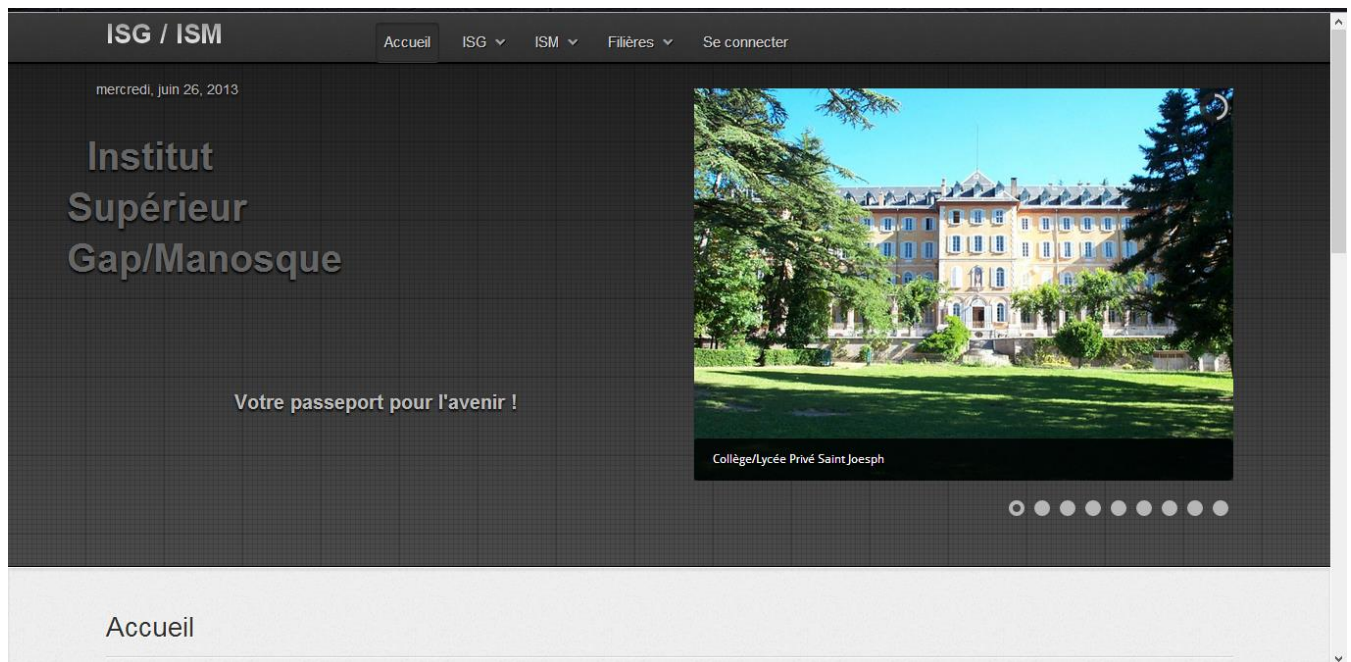 ISG / ISM
Accueil ISG ISM Filières Se connecter
mercredi, juin 26, 2013
Institut
Supérieur
Gap/Manosque
Votre passeport pour l'avenir !
Collège/Lycée Privé Saint Joesph
Accueil